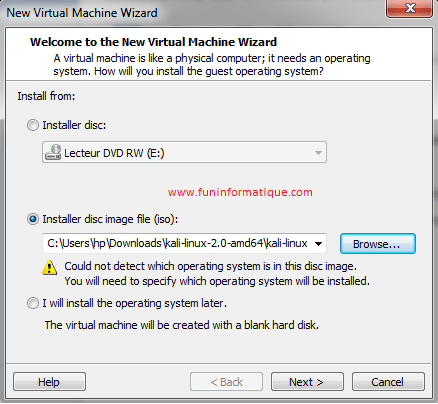 New Virtual Machine Wizard
Welcome to the New Virtual Machine Wizard
A virtual machine is like a physical computer; it needs an operating
system. How will you install the guest operating system?
Install from:
Installer disc:
Lecteur DVD RW (E:)
www.funinformatique.com
Installer disc image file (iso):
C:\Users\hp\Downloads\kali-linux-2.0-amd64\kali-linux
Browse...
Could not detect which operating system is in this disc image.
You will need to specify which operating system will be installed.
I will install the operating system later.
The virtual machine will be created with a blank hard disk.
Help
< Back
Next >
Cancel